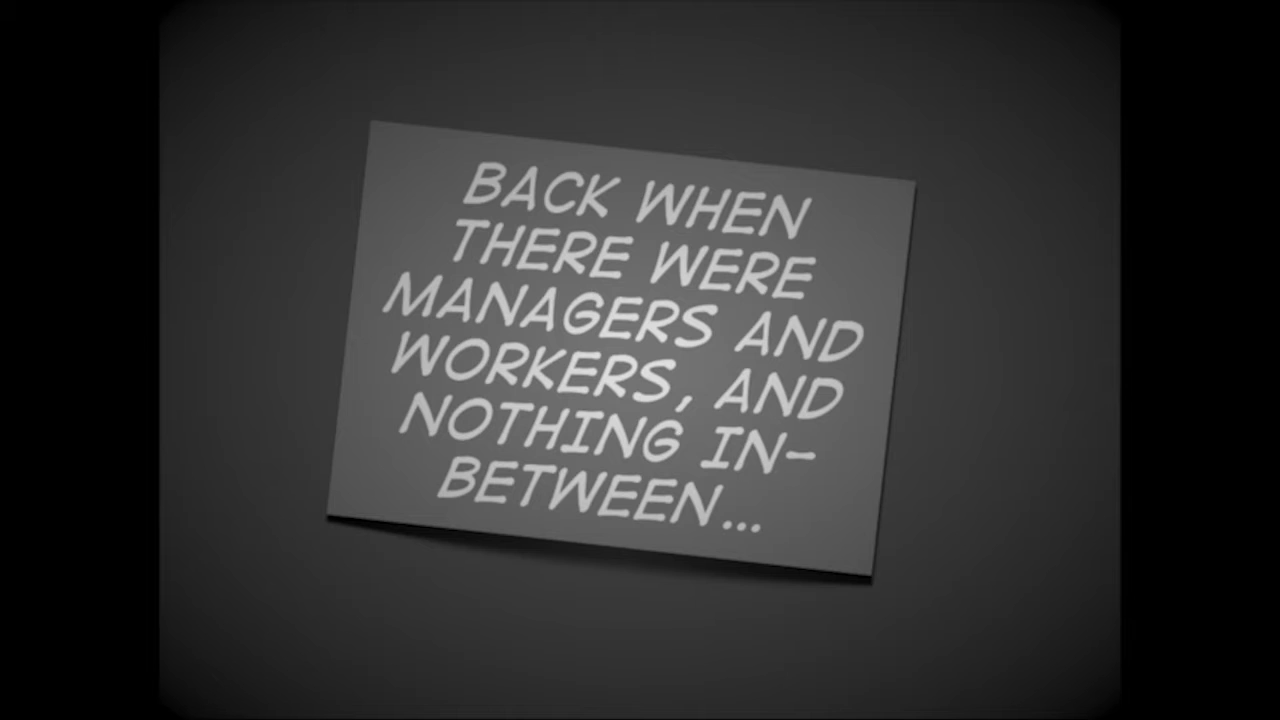 BACK WHEN
THERE WERE
MANAGERS AND
WORKERS, AND
NOTHING IN-
BETWEEN...